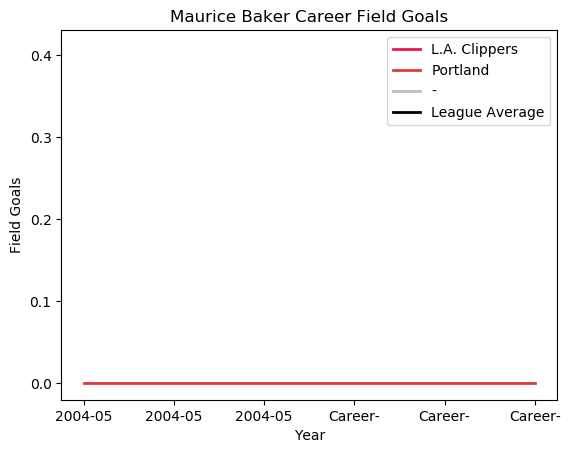 Maurice Baker Career Field Goals
L.A. Clippers
Portland
-
League Average
0.4
0.3
0.2
0.1
0.0
Field Goals
2004-05 2004-05 2004-05 Career- Career- Career-
Year